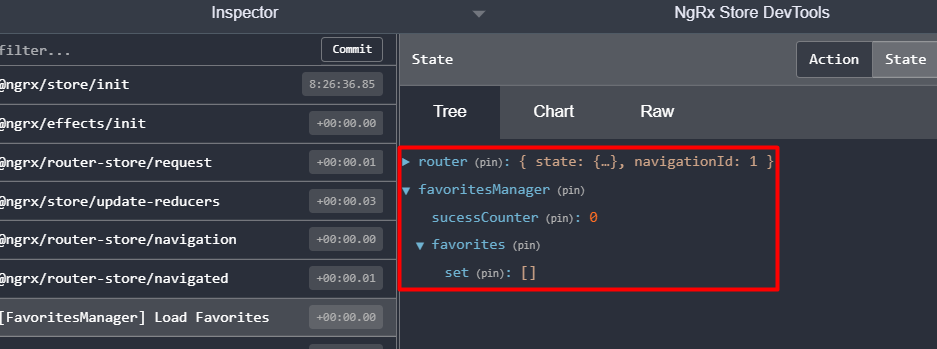 Inspector
NgRx Store DevTools
filter...
Commit
State
Action
State
@ngrx/store/init
8:26:36.85
Tree
Chart
Raw
@ngrx/effects/init
+00:00.00
@ngrx/router-store/request
+00:00.01
router (pin): { state: {…}, navigationId: 1 }
favoritesManager (pin)
@ngrx/store/update-reducers
+00:00.03
sucessCounter (pin): 0
@ngrx/router-store/navigation
+00:00.00
favorites (pin)
@ngrx/router-store/navigated
+00:00.01
set (pin): []
[FavoritesManager] Load Favorites
+00:00.00